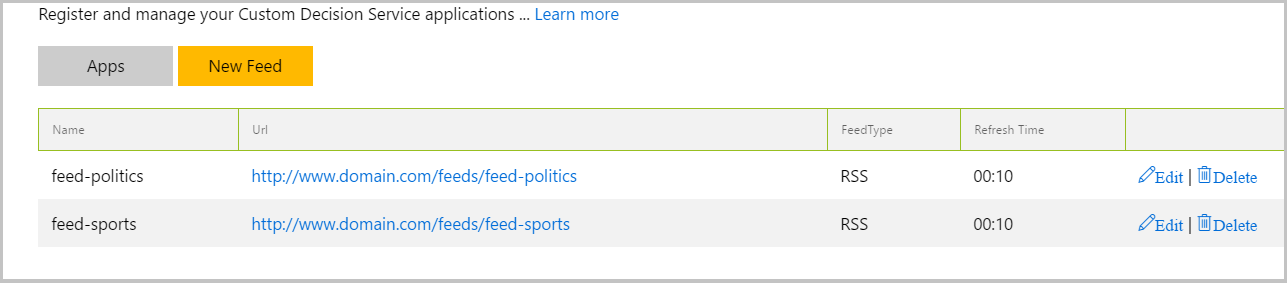 Register and manage your Custom Decision Service applications ... Learn more
Apps New Feed
Name Url FeedType Refresh Time
feed-politics http://www.domain.com/feeds/feed-politics RSS 00:10 Edit | Delete
feed-sports http://www.domain.com/feeds/feed-sports RSS 00:10 Edit | Delete